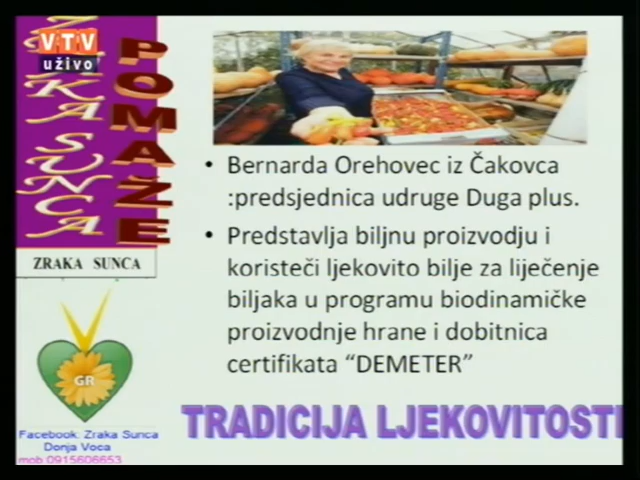 VTV
uživo
ZRAKA SUNCA
POMAŽE
• Bernarda Orehovec iz Čakovca
:predsjednica udruge Duga plus.
• Predstavlja biljnu proizvodju i
koristeči ljekovito bilje za liječenje
biljaka u programu biodinamičke
proizvodnje hrane i dobitnica
certifikata “DEMETER”
ZRAKA SUNCA
GR
TRADICIJA LJEKOVITOSTI
Facebook: Zraka Sunca
Donja Voca
mob.0915606653